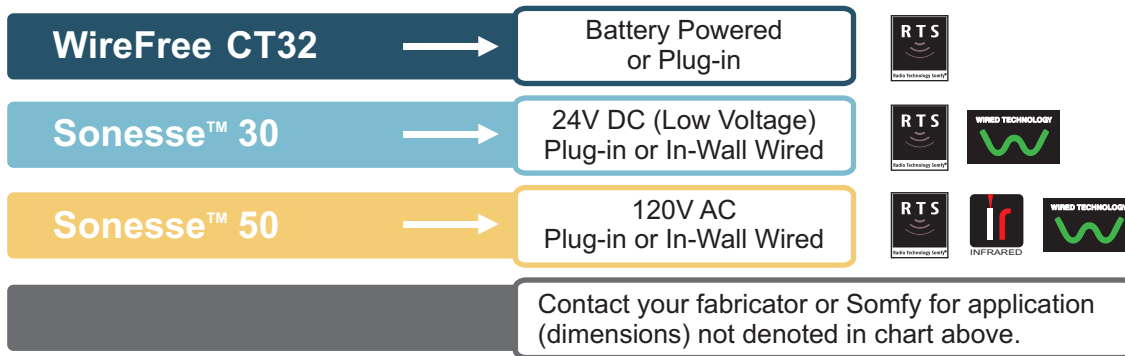 WireFree CT32
Battery Powered
or Plug-in
RTS
Radio Technology Somfy®
Sonesse™ 30
24V DC (Low Voltage)
Plug-in or In-Wall Wired
RTS
Radio Technology Somfy®
WIRED TECHNOLOGY
Sonesse™ 50
120V AC
Plug-in or In-Wall Wired
RTS
Radio Technology Somfy®
ir
INFRARED
WIRED TECHNOLOGY
Contact your fabricator or Somfy for application
(dimensions) not denoted in chart above.